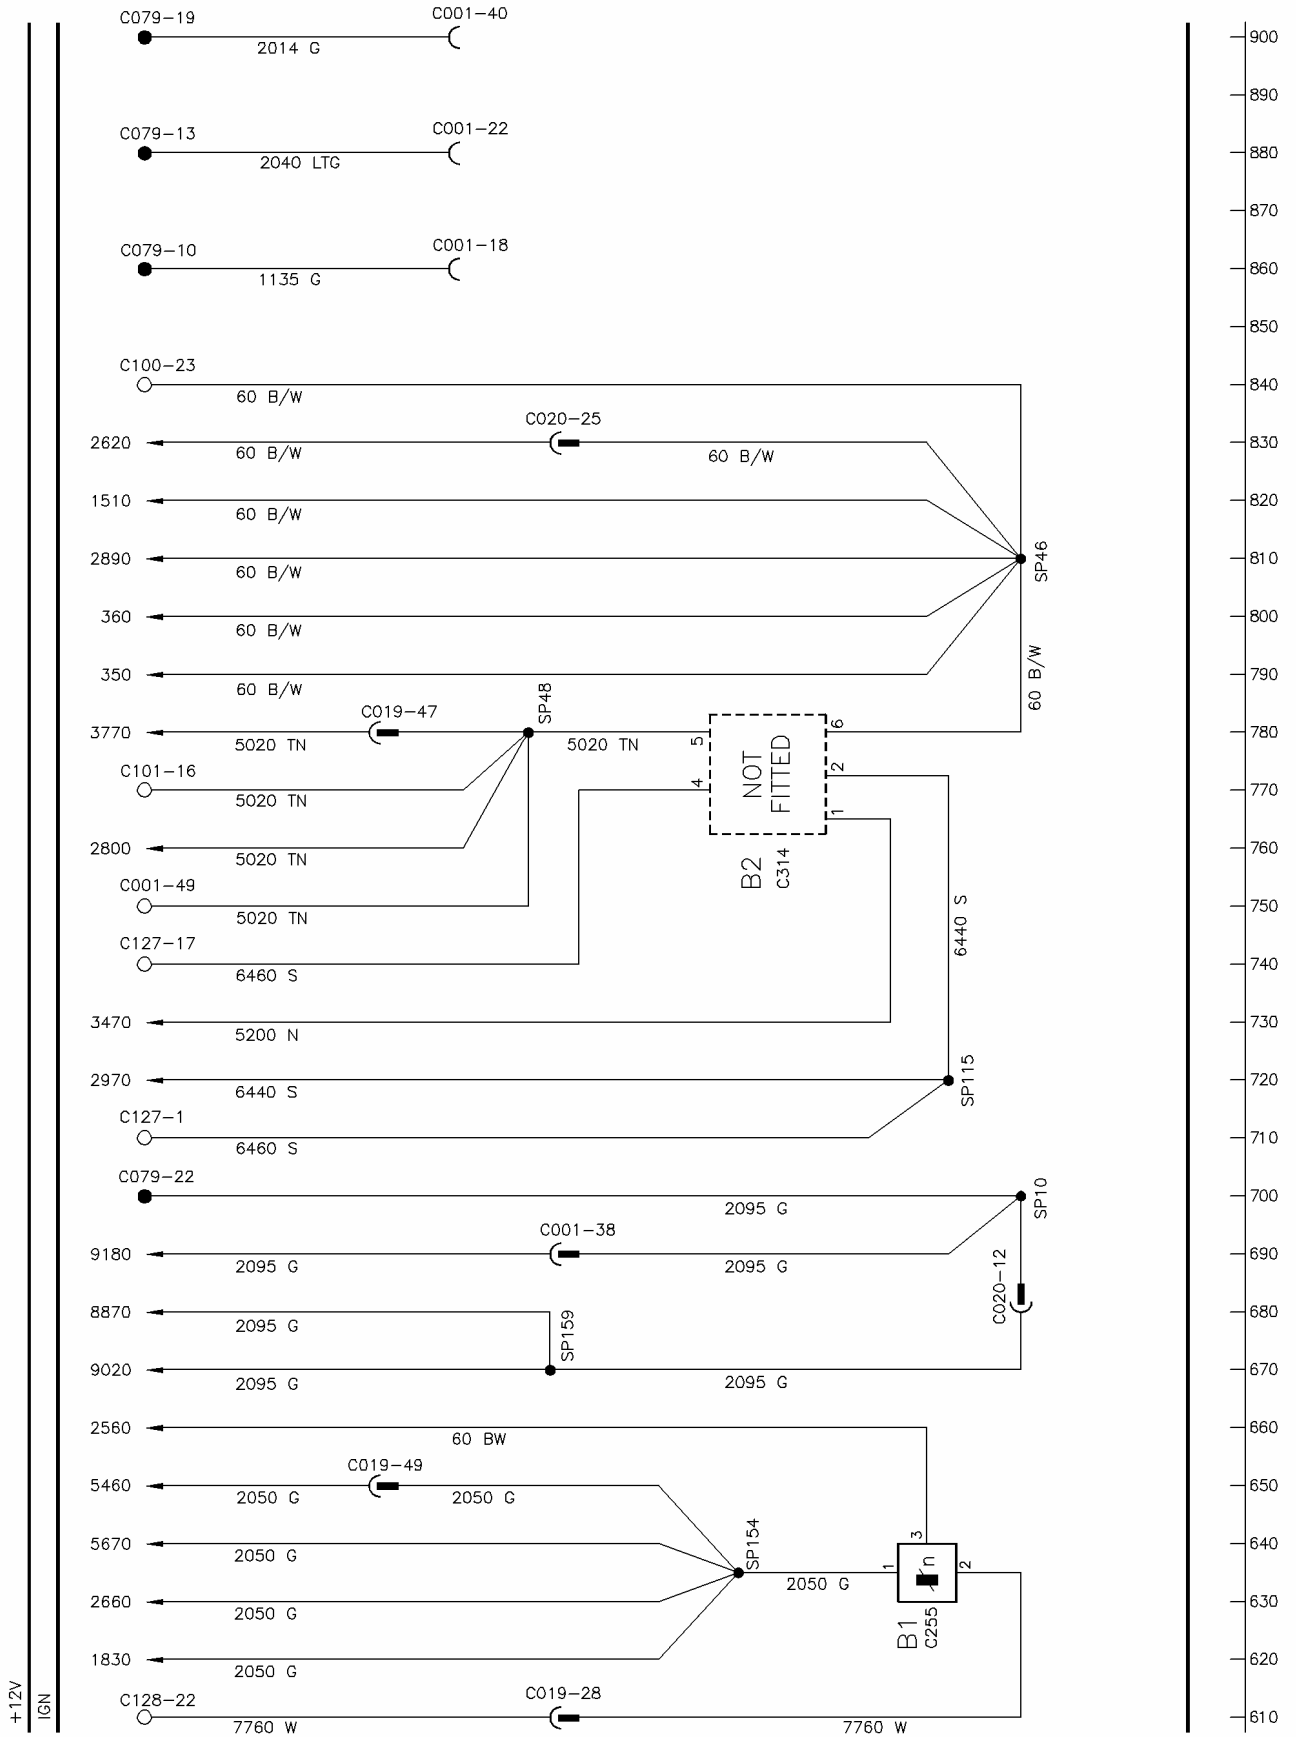 C079-19
C001-40
2014 G
900
890
C079-13
C001-22
2040 LTG
880
870
C079-10
C001-18
1135 G
860
850
C100-23
60 B/W
840
C020-25
2620
60 B/W
60 B/W
830
1510
60 B/W
820
2890
60 B/W
SP46
810
360
60 B/W
800
350
60 B/W
60 B/W
790
C019-47
SP48
3770
5020 TN
5020 TN
5
6
780
C101-16
5020 TN
4
NOT
FITTED
2
1
770
2800
5020 TN
B2
C314
760
C001-49
5020 TN
6440 S
750
C127-17
6460 S
740
3470
5200 N
730
2970
6440 S
SP115
720
C127-1
6460 S
710
C079-22
2095 G
SP10
700
C001-38
9180
2095 G
2095 G
690
C020-12
8870
2095 G
SP159
680
9020
2095 G
2095 G
670
2560
60 BW
660
C019-49
5460
2050 G
2050 G
650
5670
2050 G
SP154
3
640
2050 G
1
n
2
2660
2050 G
B1
C255
630
1830
2050 G
620
C128-22
C019-28
7760 W
7760 W
610
+12V
IGN